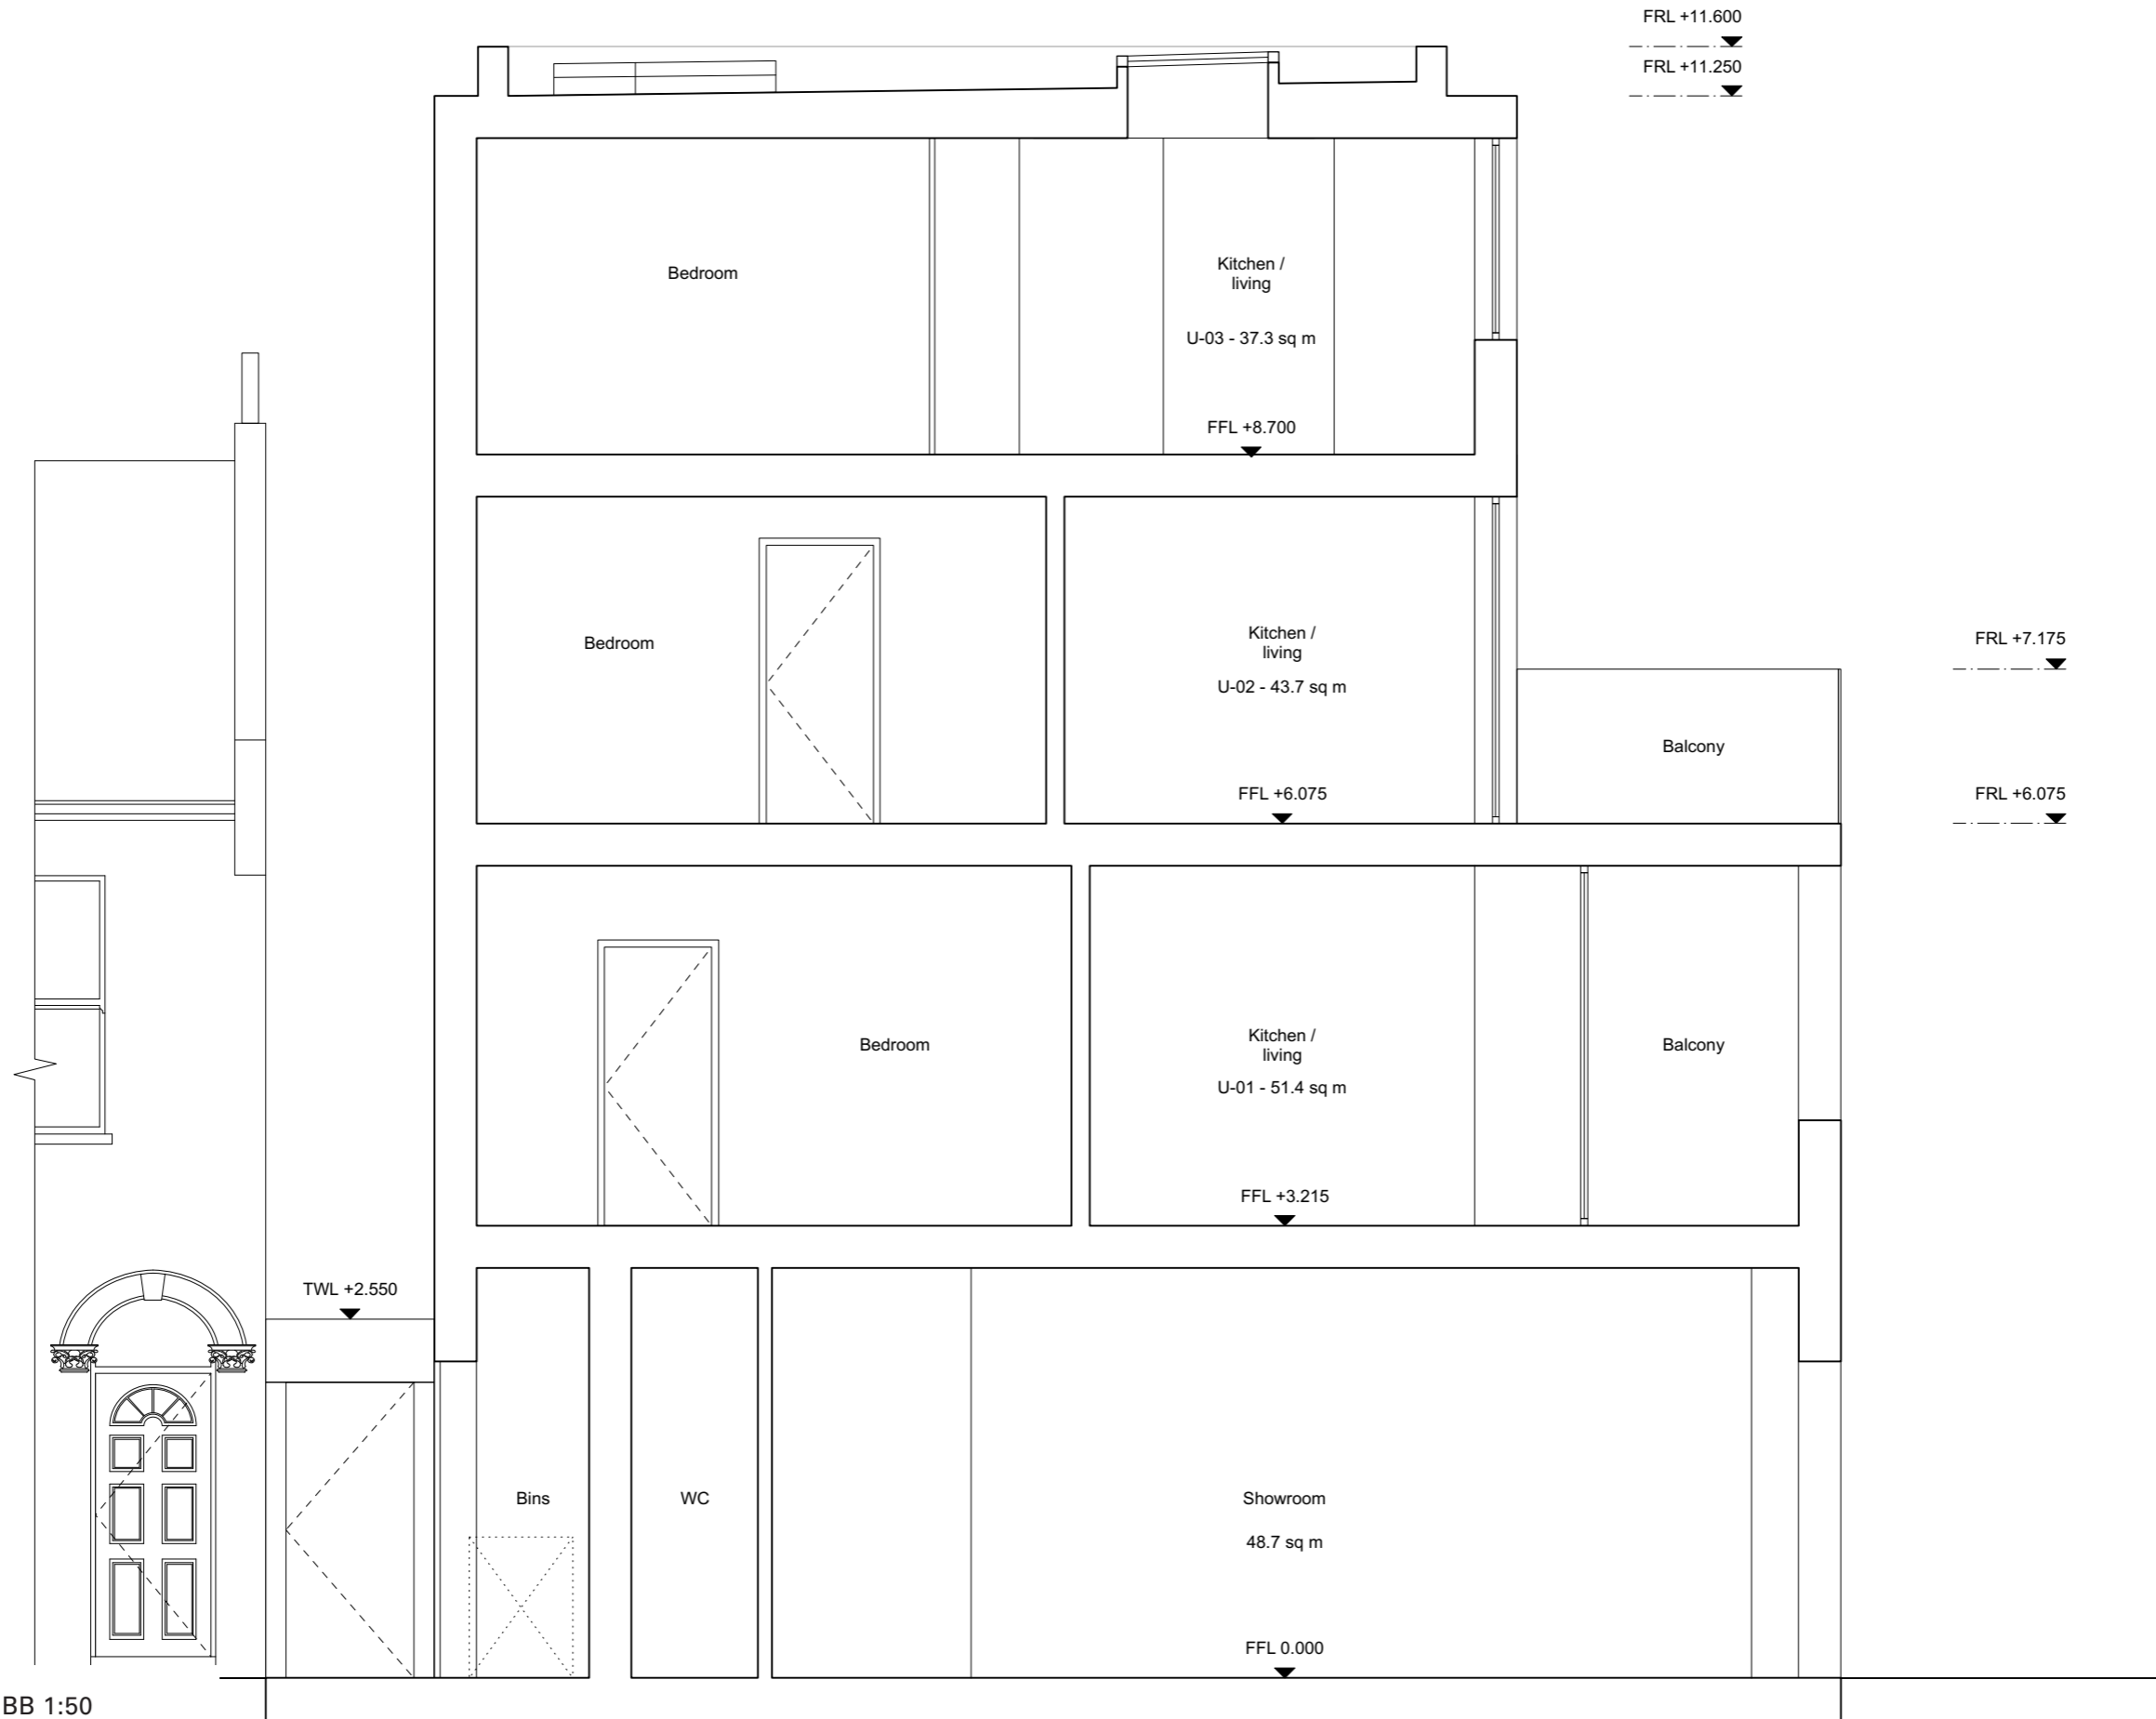 FRL +11.600
FRL +11.250
Bedroom
Kitchen /
living
U-03 - 37.3 sq m
FFL +8.700
Bedroom
Kitchen /
living
U-02 - 43.7 sq m
FRL +7.175
Balcony
FFL +6.075
FRL +6.075
Bedroom
Kitchen /
living
U-01 - 51.4 sq m
Balcony
FFL +3.215
TWL +2.550
Bins
WC
Showroom
48.7 sq m
FFL 0.000
BB 1:50